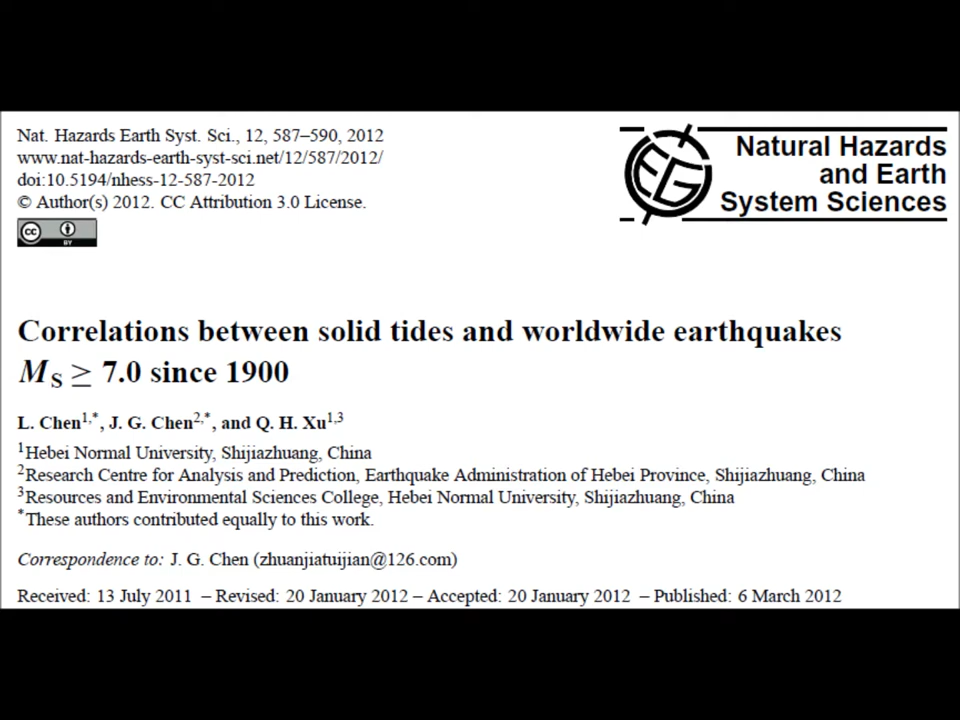 Nat. Hazards Earth Syst. Sci., 12, 587–590, 2012
www.nat-hazards-earth-syst-sci.net/12/587/2012/
doi:10.5194/nhess-12-587-2012
© Author(s) 2012. CC Attribution 3.0 License.
cc BY
EG
Natural Hazards
and Earth
System Sciences
Correlations between solid tides and worldwide earthquakes
MS ≥ 7.0 since 1900
L. Chen1,*, J. G. Chen2,*, and Q. H. Xu1,3
1Hebei Normal University, Shijiazhuang, China
2Research Centre for Analysis and Prediction, Earthquake Administration of Hebei Province, Shijiazhuang, China
3Resources and Environmental Sciences College, Hebei Normal University, Shijiazhuang, China
*These authors contributed equally to this work.
Correspondence to: J. G. Chen (zhuanjiatuijian@126.com)
Received: 13 July 2011 – Revised: 20 January 2012 – Accepted: 20 January 2012 – Published: 6 March 2012